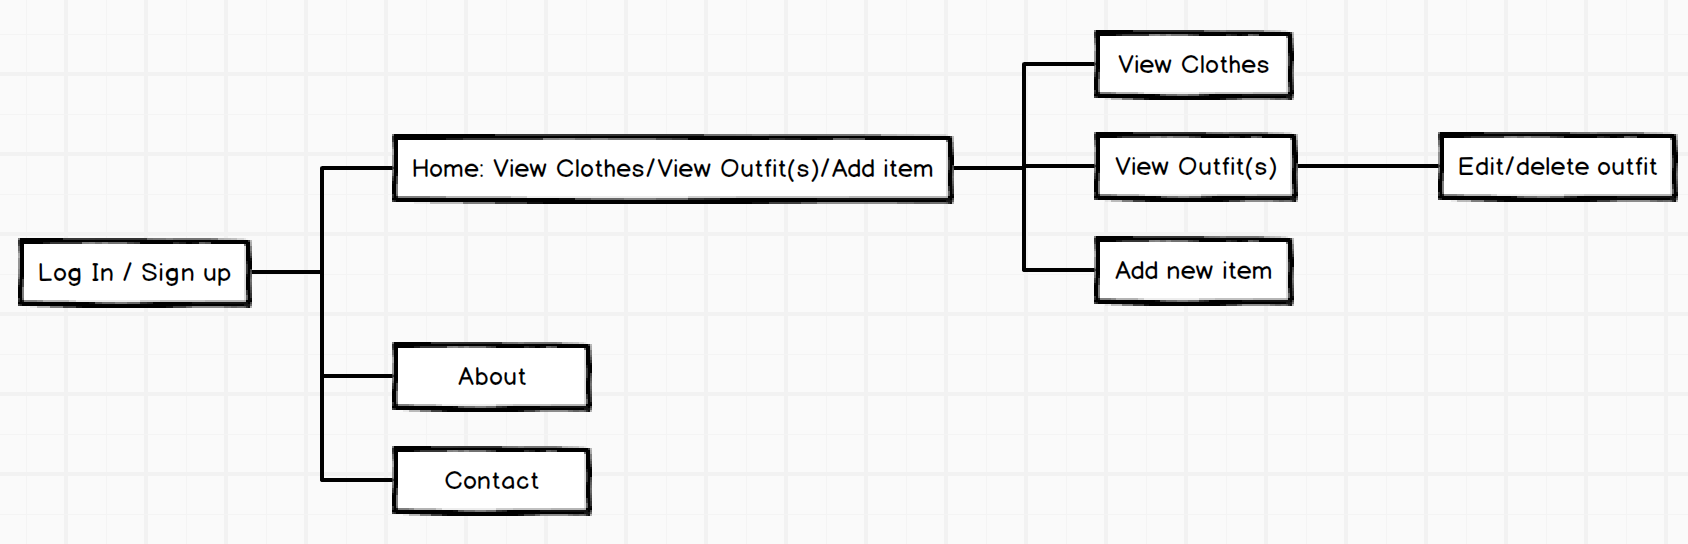 View Clothes
Home: View Clothes/View Outfit(s)/Add item
View Outfit(s)
Edit/delete outfit
Log In / Sign up
Add new item
About
Contact